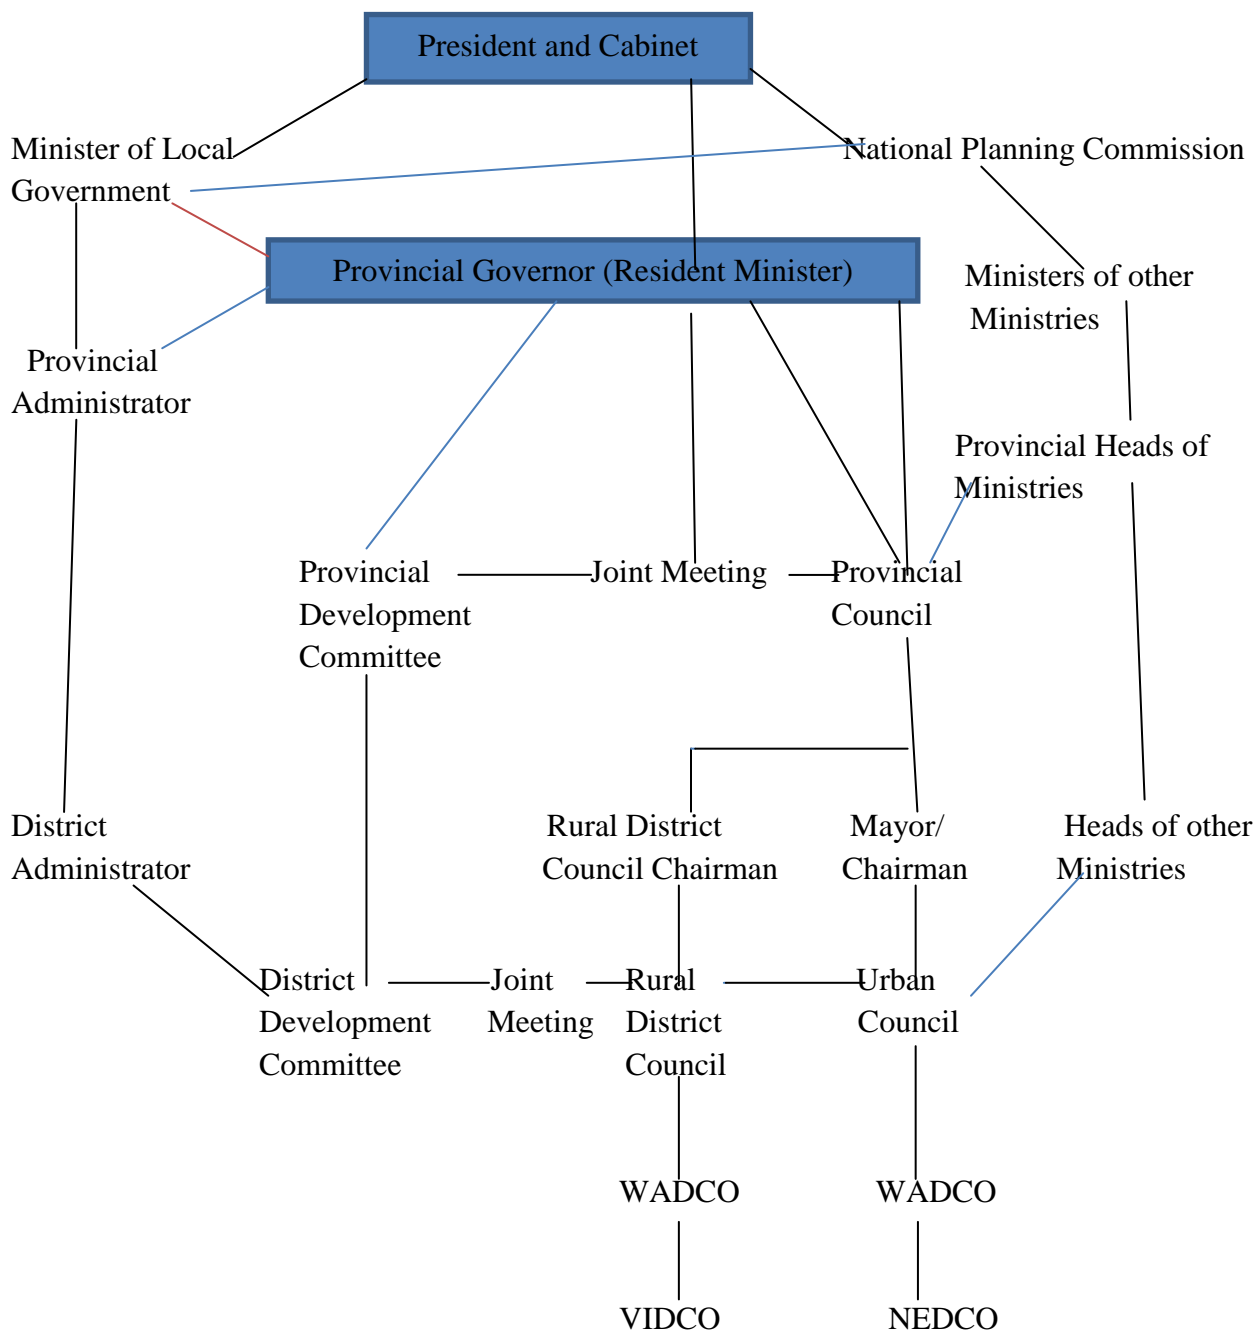 President and Cabinet
Minister of Local
Government
National Planning Commission
Provincial Governor (Resident Minister)
Ministers of other
Ministries
Provincial
Administrator
Provincial Heads of
Ministries
Provincial
Development
Committee
Joint Meeting
Provincial
Council
District
Administrator
Rural District
Council Chairman
Mayor/
Chairman
Heads of other
Ministries
District
Development
Committee
Joint
Meeting
Rural
District
Council
Urban
Council
WADCO
WADCO
VIDCO
NEDCO